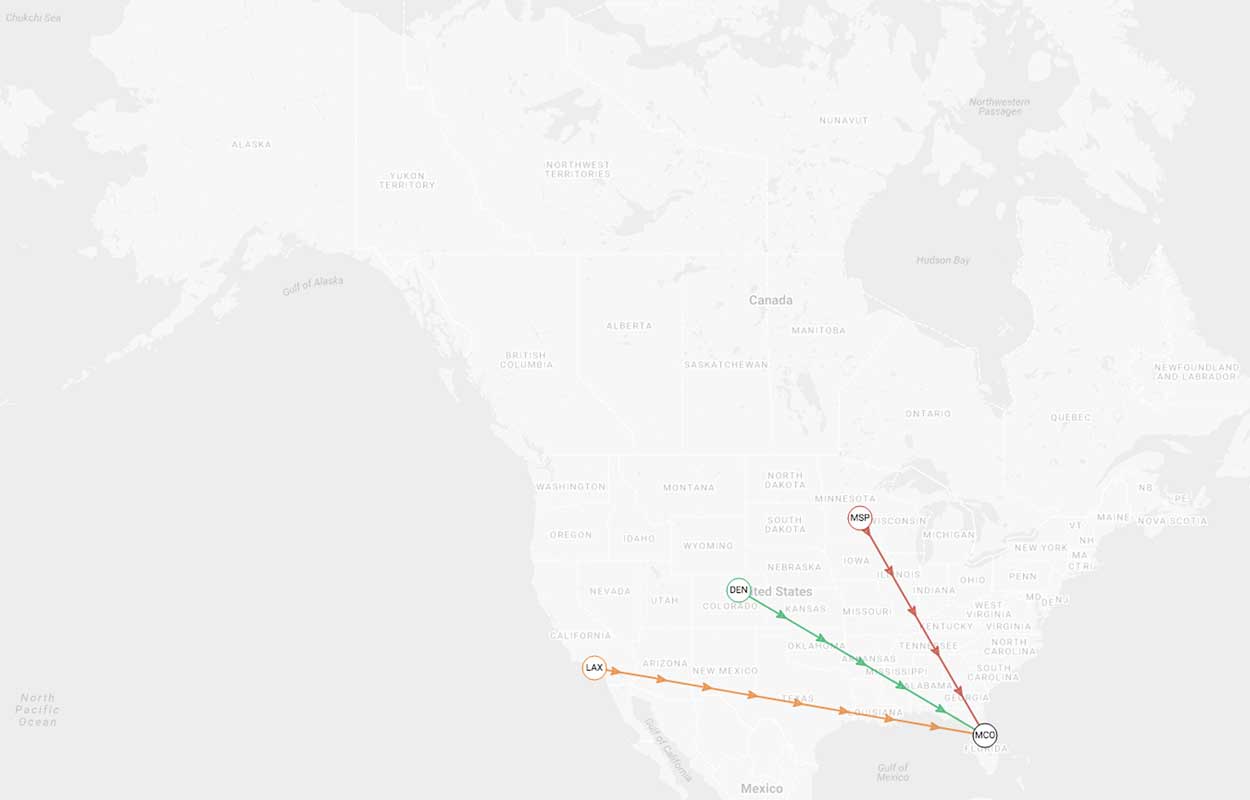 Chukchi Sea
Northwestern
Passages
NUNAVUT
ALASKA
NORTHWEST
TERRITORIES
YUKON
TERRITORY
Hudson Bay
Gulf of Alaska
Canada
ALBERTA
MANITOBA
BRITISH
COLUMBIA
SASKATCHEWAN
NEWFOUNDLAND
AND LABRADOR
ONTARIO
QUEBEC
NORTH
DAKOTA
WASHINGTON
MONTANA
MINNESOTA
NB
PE
MSP
WISCONSIN
MAINE
NOVA SCOTIA
SOUTH
DAKOTA
VT
OREGON
IDAHO
MICHIGAN
NH
WYOMING
NEW YORK
MA
IOWA
NEBRASKA
CT RI
ILLINOIS
OHIO
PENN
DEN
ited States
NEVADA
INDIANA
UTAH
MD
DE
NJ
COLORADO
KANSAS
MISSOURI
WEST
VIRGINIA
KENTUCKY
VIRGINIA
CALIFORNIA
OKLAHOMA
TENNESSEE
NORTH
CAROLINA
LAX
ARIZONA
NEW MEXICO
ARKANSAS
MISSISSIPPI
SOUTH
CAROLINA
ALABAMA
GEORGIA
TEXAS
LOUISIANA
North
Pacific
Ocean
MCO
FLORIDA
Gulf of California
Gulf of
Mexico
Mexico